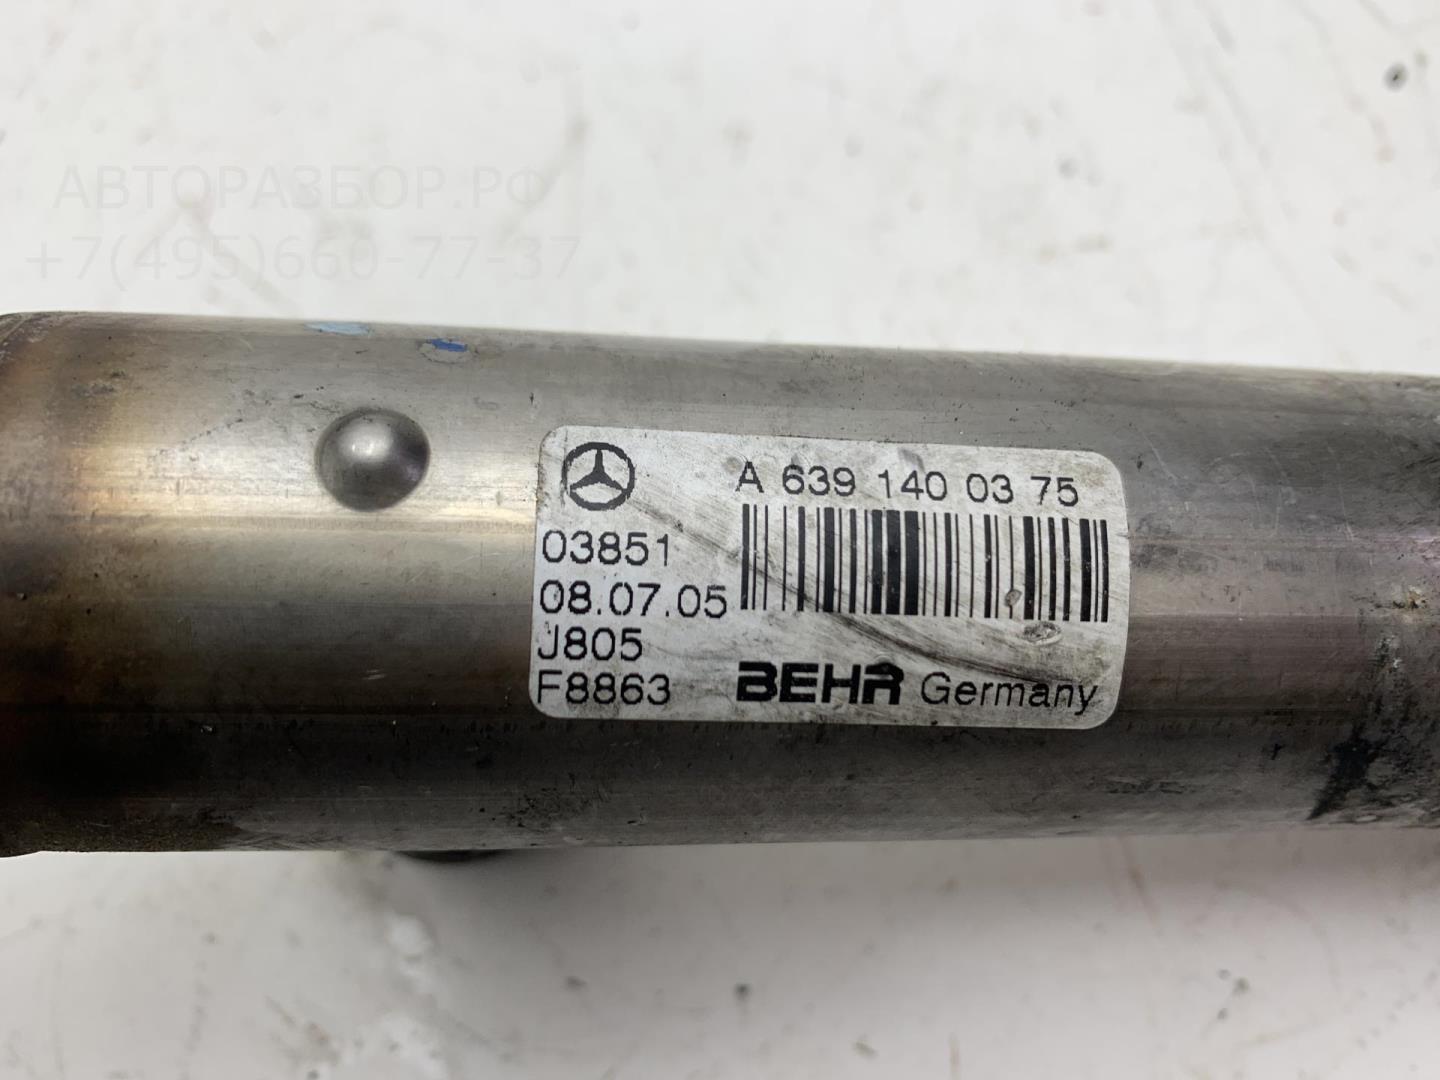 АВТОРАЗБОР.РФ
+7(495)660-77-37
A 639 140 03 75
03851
08.07.05
J805
F8863
BEHR Germany